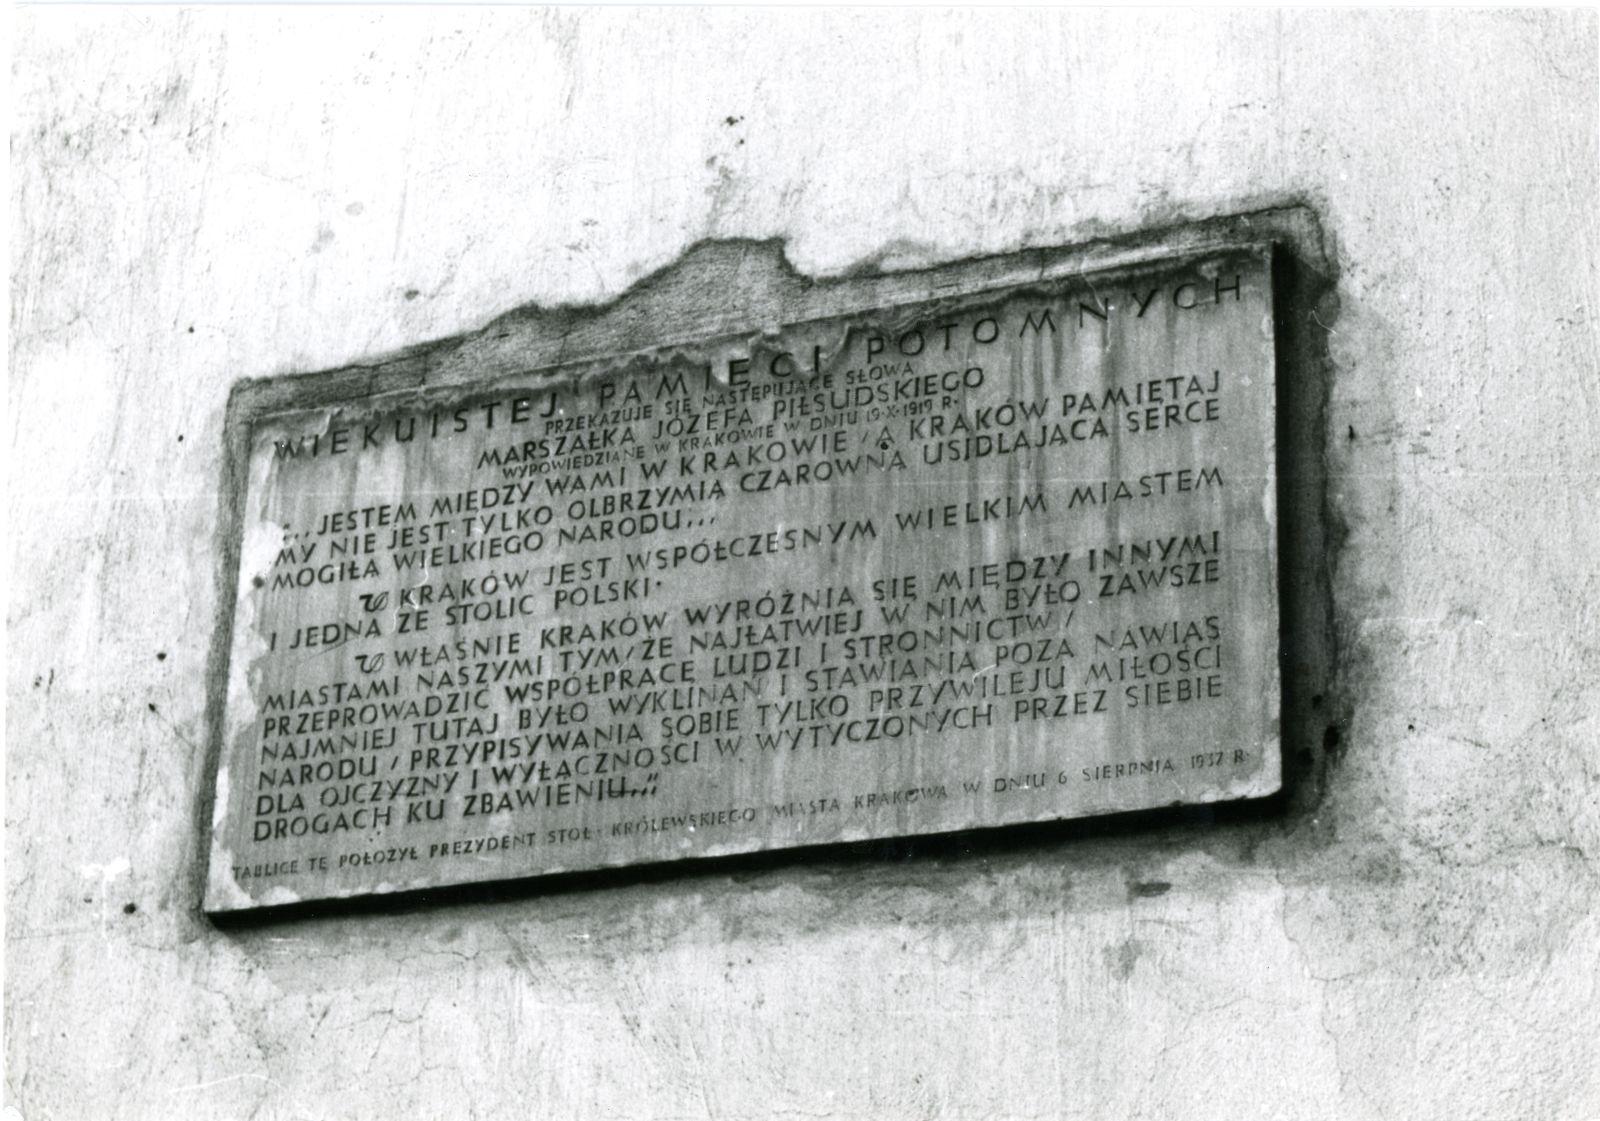 WIEKUISTEJ PAMIĘCI POTOMNYCH
PRZEKAZUJE SIĘ NASTĘPUJĄCE SŁOWA
MARSZAŁKA JÓZEFA PIŁSUDSKIEGO
WYPOWIEDZIANE W KRAKOWIE W DNIU 19·X·1919 R.
"...JESTEM MIĘDZY WAMI W KRAKOWIE / A KRAKÓW PAMIĘTAJ
MY NIE JEST TYLKO OLBRZYMIĄ CZAROWNĄ USIDLAJĄCA SERCE
MOGIŁĄ WIELKIEGO NARODU...
KRAKÓW JEST WSPÓŁCZESNYM WIELKIM MIASTEM
I JEDNĄ ZE STOLIC POLSKI.
WŁAŚNIE KRAKÓW WYRÓŻNIA SIĘ MIĘDZY INNYMI
MIASTAMI NASZYMI TYM / ŻE NAJŁATWIEJ W NIM BYŁO ZAWSZE
PRZEPROWADZIĆ WSPÓŁPRACĘ LUDZI I STRONNICTW /
NAJMNIEJ TUTAJ BYŁO WYKLINAŃ I STAWIANIA POZA NAWIAS
NARODU / PRZYPISYWANIA SOBIE TYLKO PRZYWILEJU MIŁOŚCI
DLA OJCZYZNY I WYŁĄCZNOŚCI W WYTYCZONYCH PRZEZ SIEBIE
DROGACH KU ZBAWIENIU..."
TABLICE TĘ POŁOŻYŁ PREZYDENT STOŁ· KRÓLEWSKIEGO MIASTA KRAKOWA W DNIU 6 SIERPNIA 1937 R·